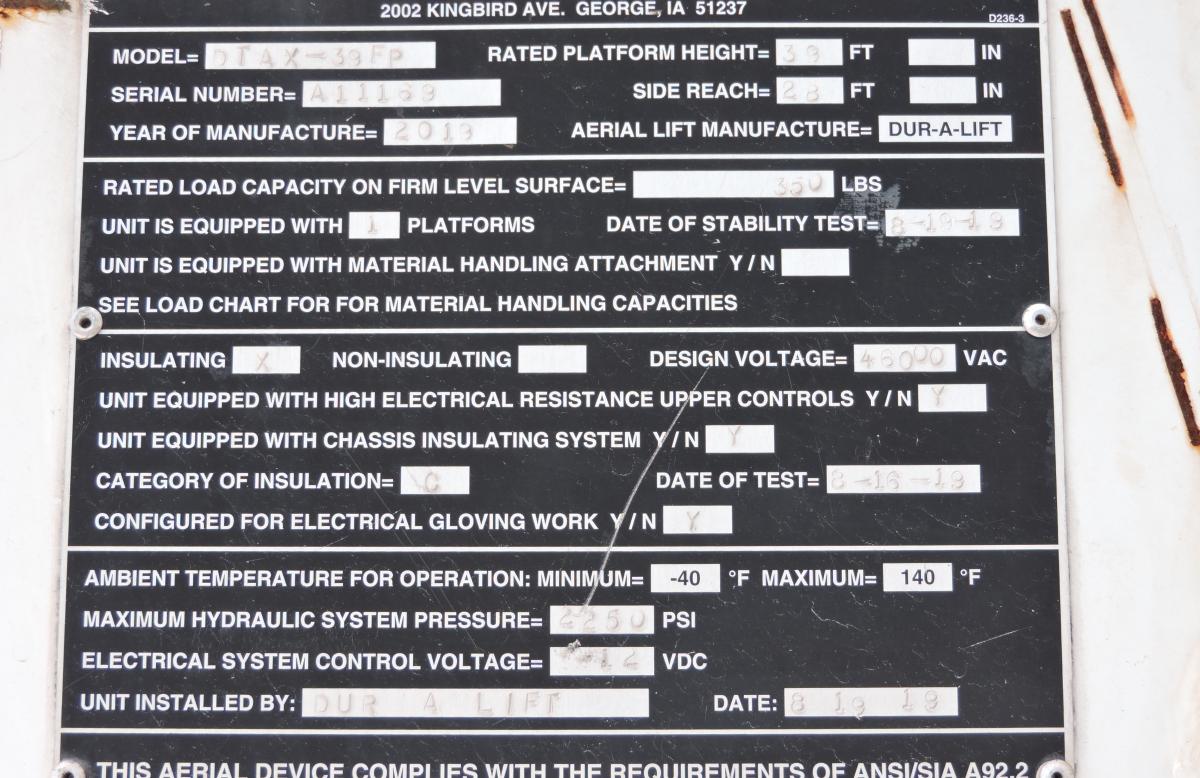 2002 KINGBIRD AVE. GEORGE, IA 51237
D236-3
MODEL= DTAX-39FP RATED PLATFORM HEIGHT= 39 FT IN
SERIAL NUMBER= A11169 SIDE REACH= 28 FT IN
YEAR OF MANUFACTURE= 2019 AERIAL LIFT MANUFACTURE= DUR-A-LIFT
RATED LOAD CAPACITY ON FIRM LEVEL SURFACE= 350 LBS
UNIT IS EQUIPPED WITH 1 PLATFORMS DATE OF STABILITY TEST= 8-19-19
UNIT IS EQUIPPED WITH MATERIAL HANDLING ATTACHMENT Y / N
SEE LOAD CHART FOR FOR MATERIAL HANDLING CAPACITIES
INSULATING X NON-INSULATING DESIGN VOLTAGE= 46000 VAC
UNIT EQUIPPED WITH HIGH ELECTRICAL RESISTANCE UPPER CONTROLS Y / N Y
UNIT EQUIPPED WITH CHASSIS INSULATING SYSTEM Y / N Y
CATEGORY OF INSULATION= C DATE OF TEST= 8-16-19
CONFIGURED FOR ELECTRICAL GLOVING WORK Y / N Y
AMBIENT TEMPERATURE FOR OPERATION: MINIMUM= -40 °F MAXIMUM= 140 °F
MAXIMUM HYDRAULIC SYSTEM PRESSURE= 2250 PSI
ELECTRICAL SYSTEM CONTROL VOLTAGE= 12 VDC
UNIT INSTALLED BY: DUR A LIFT DATE: 8 19 19
THIS AERIAL DEVICE COMPLIES WITH THE REQUIREMENTS OF ANSI/SIA A92.2